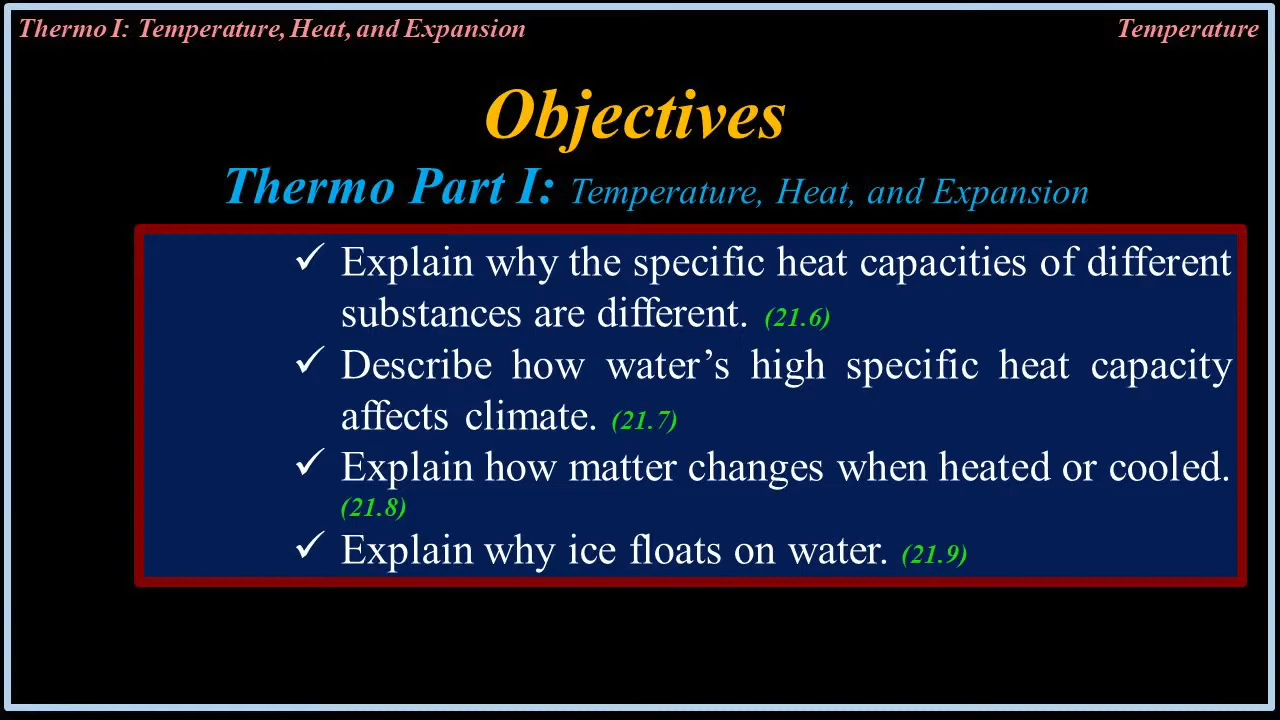 Thermo I: Temperature, Heat, and Expansion
Temperature
Objectives
Thermo Part I: Temperature, Heat, and Expansion
✓ Explain why the specific heat capacities of different
substances are different. (21.6)
✓ Describe how water’s high specific heat capacity
affects climate. (21.7)
✓ Explain how matter changes when heated or cooled.
(21.8)
✓ Explain why ice floats on water. (21.9)